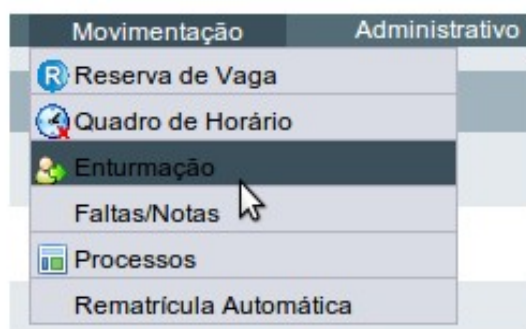 Movimentação Administrativo
R Reserva de Vaga
Quadro de Horário
Enturmação
Faltas/Notas
Processos
Rematrícula Automática